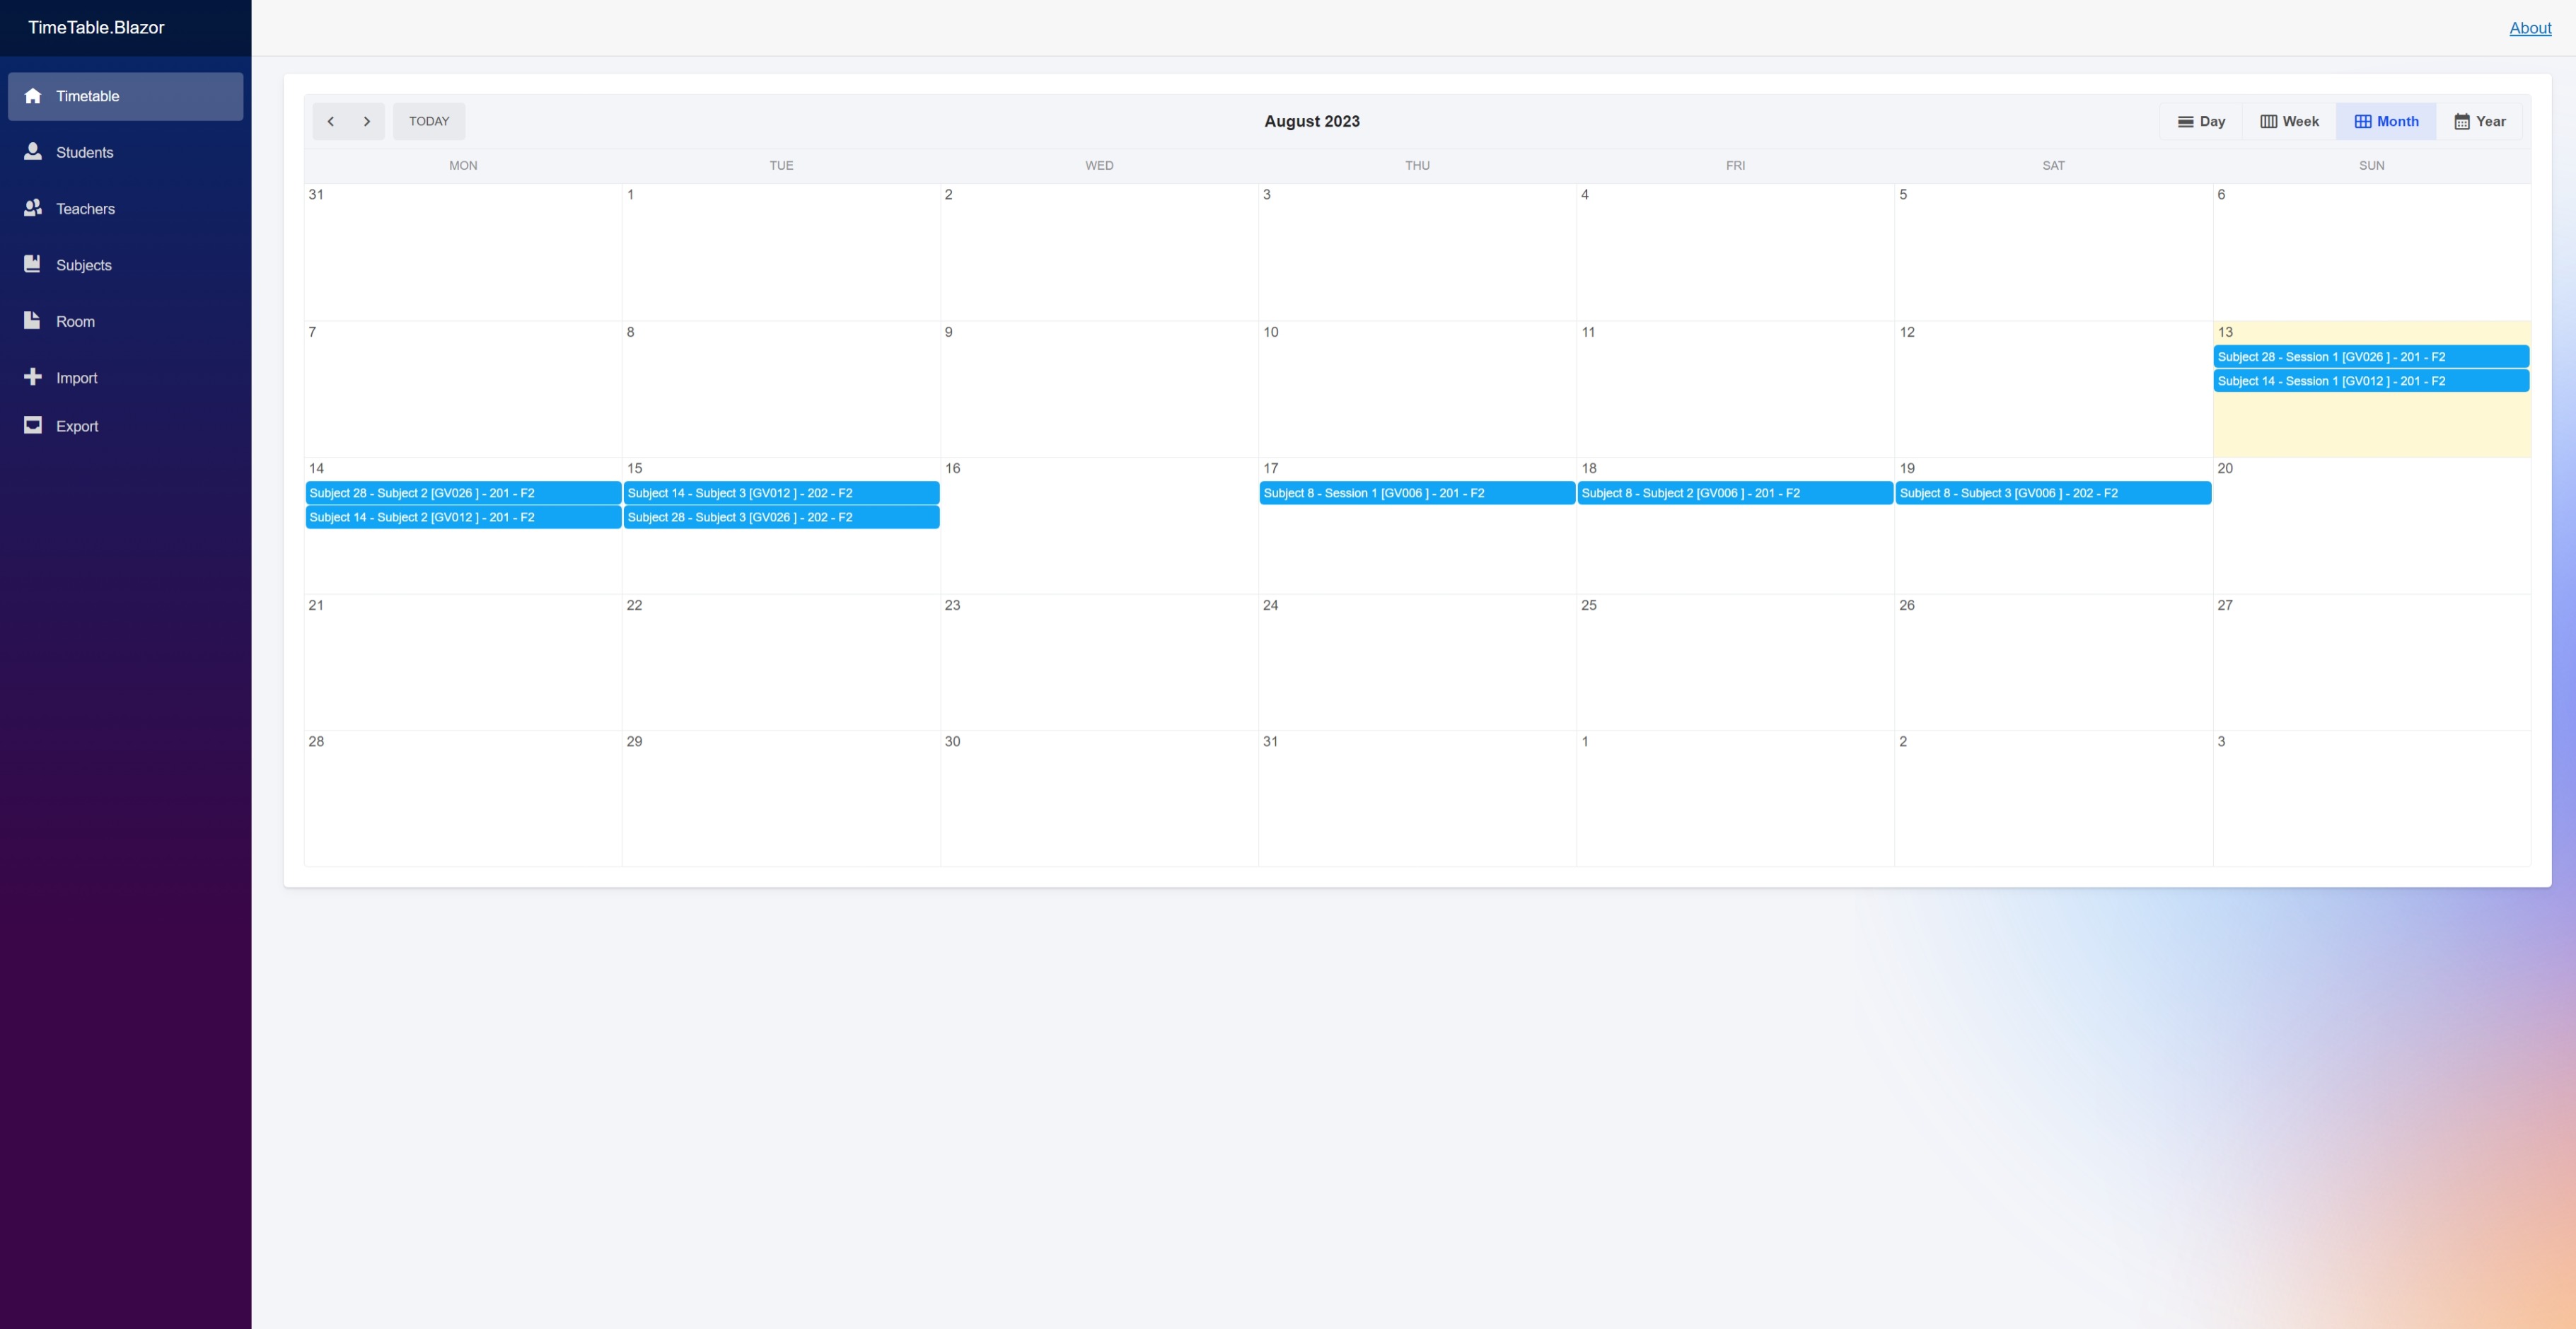 TimeTable.Blazor
About
Timetable
Students
Teachers
Subjects
Room
Import
Export
TODAY
August 2023
Day
Week
Month
Year
MON TUE WED THU FRI SAT SUN
31 1 2 3 4 5 6
7 8 9 10 11 12 13
Subject 28 - Session 1 [GV026 ] - 201 - F2
Subject 14 - Session 1 [GV012 ] - 201 - F2
14 15 16 17 18 19 20
Subject 28 - Subject 2 [GV026 ] - 201 - F2
Subject 14 - Subject 3 [GV012 ] - 202 - F2
Subject 8 - Session 1 [GV006 ] - 201 - F2
Subject 8 - Subject 2 [GV006 ] - 201 - F2
Subject 8 - Subject 3 [GV006 ] - 202 - F2
Subject 14 - Subject 2 [GV012 ] - 201 - F2
Subject 28 - Subject 3 [GV026 ] - 202 - F2
21 22 23 24 25 26 27
28 29 30 31 1 2 3